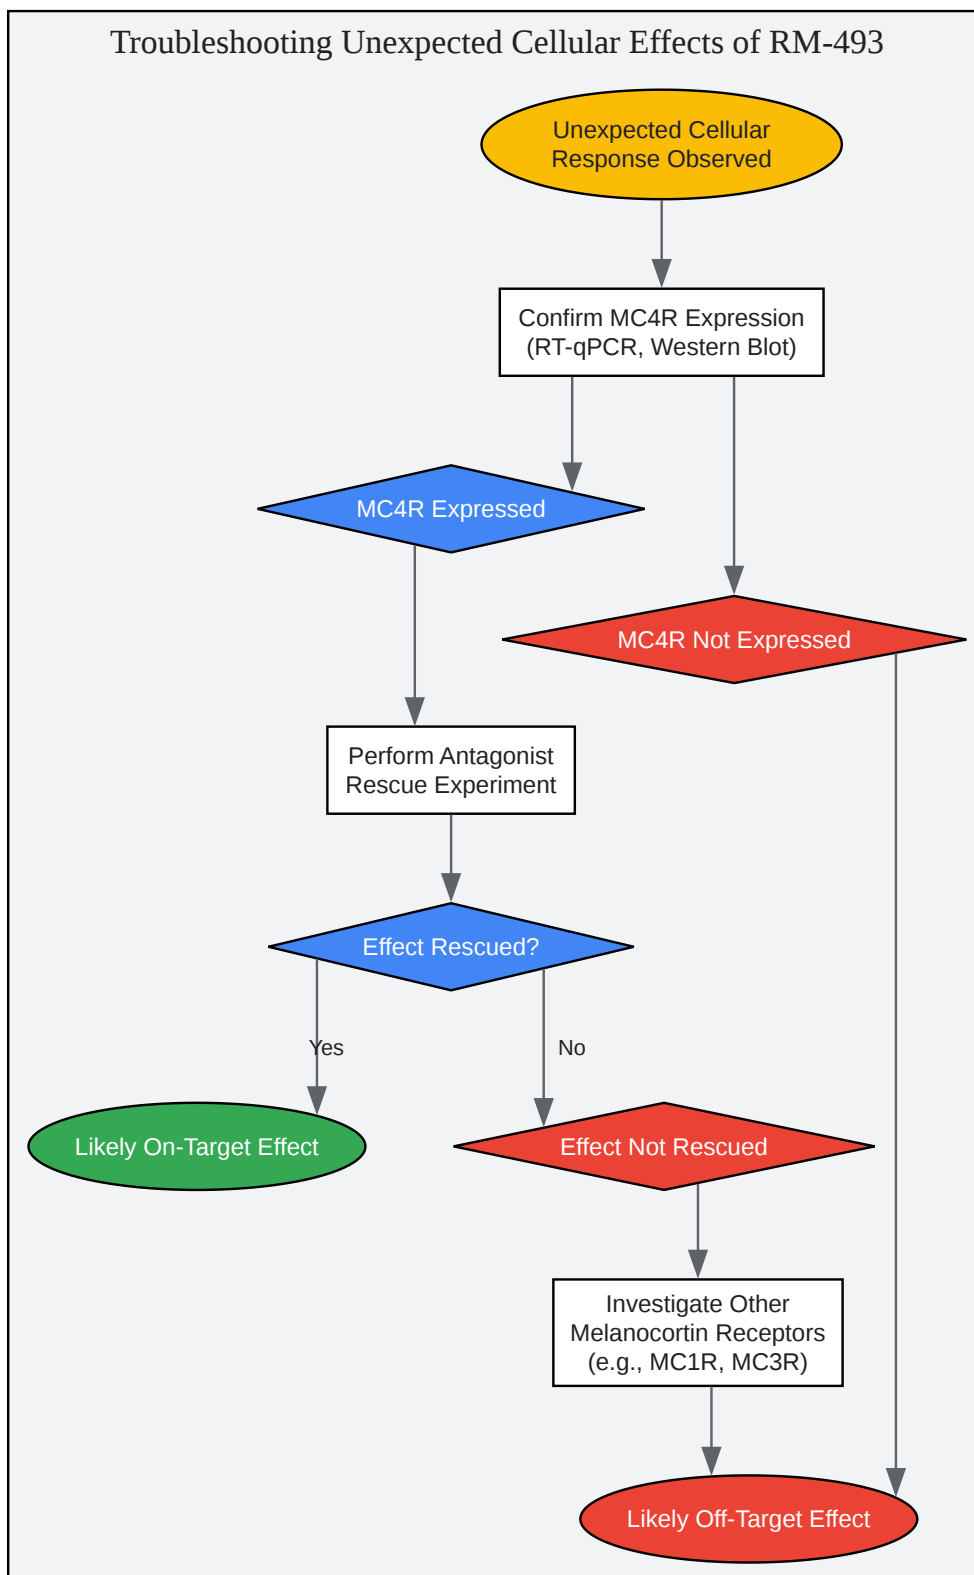 Troubleshooting Unexpected Cellular Effects of RM-493
Unexpected Cellular
Response Observed
Confirm MC4R Expression
(RT-qPCR, Western Blot)
MC4R Expressed
MC4R Not Expressed
Perform Antagonist
Rescue Experiment
Effect Rescued?
Yes
No
Likely On-Target Effect
Effect Not Rescued
Investigate Other
Melanocortin Receptors
(e.g., MC1R, MC3R)
Likely Off-Target Effect